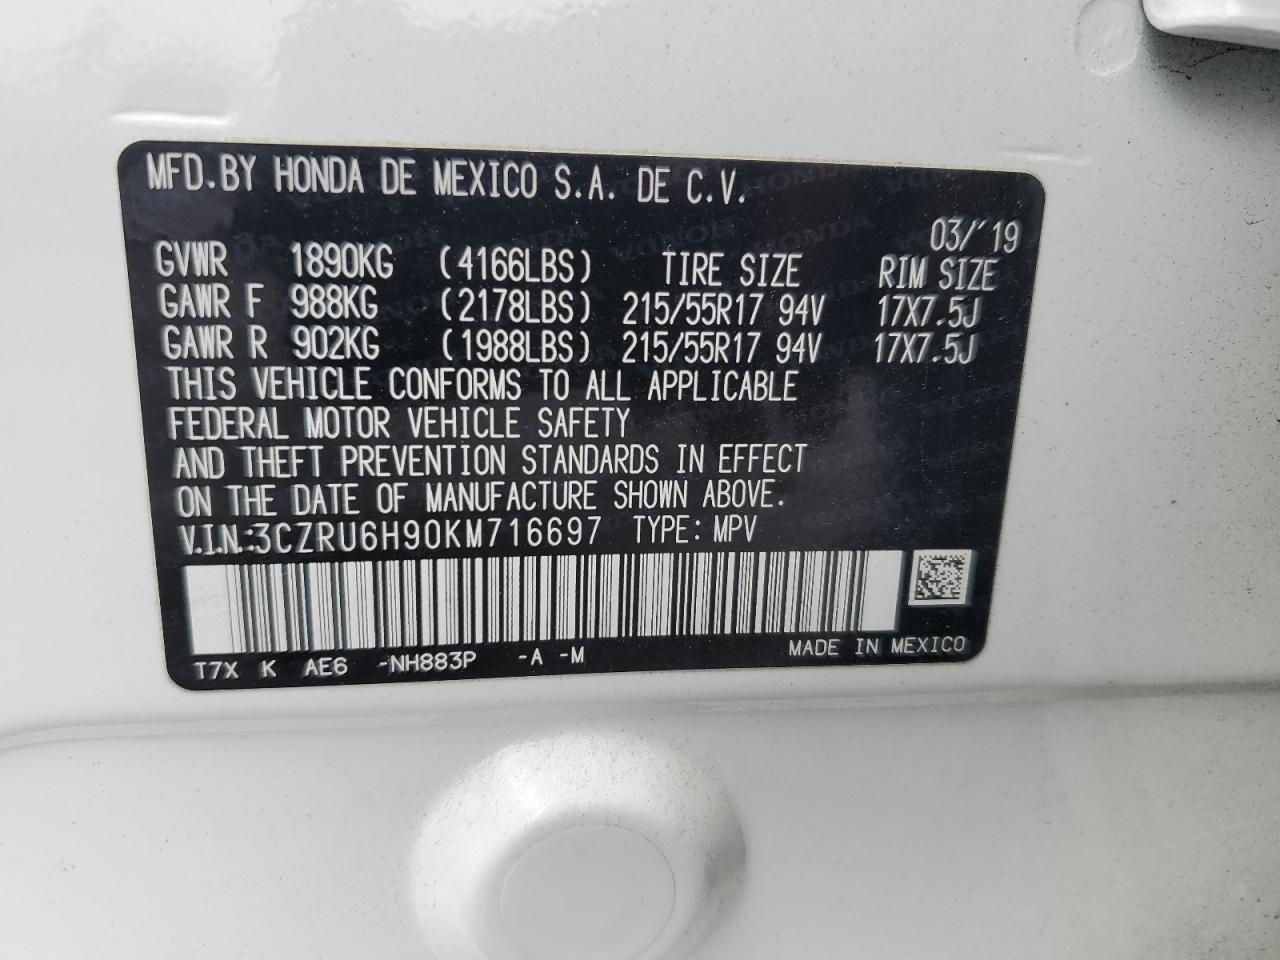 MFD.BY HONDA DE MEXICO S.A. DE C.V.
03/'19
GVWR 1890KG (4166LBS) TIRE SIZE RIM SIZE
GAWR F 988KG (2178LBS) 215/55R17 94V 17X7.5J
GAWR R 902KG (1988LBS) 215/55R17 94V 17X7.5J
THIS VEHICLE CONFORMS TO ALL APPLICABLE
FEDERAL MOTOR VEHICLE SAFETY
AND THEFT PREVENTION STANDARDS IN EFFECT
ON THE DATE OF MANUFACTURE SHOWN ABOVE.
V.I.N.:3CZRU6H90KM716697 TYPE: MPV
T7X K AE6 -NH883P -A -M MADE IN MEXICO